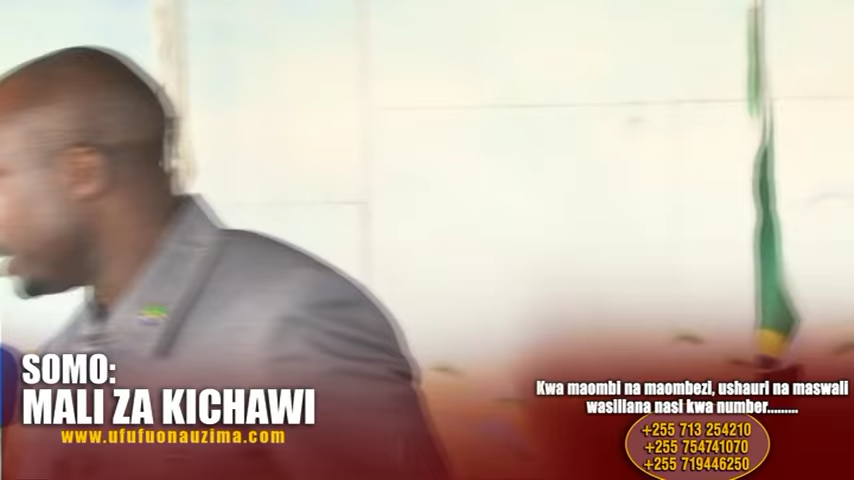 SOMO:
MALI ZA KICHAWI
www.ufufuonauzima.com
Kwa maombi na maombezi, ushauri na maswali
wasiliana nasi kwa number.........
+255 713 254210
+255 754741070
+255 719446250